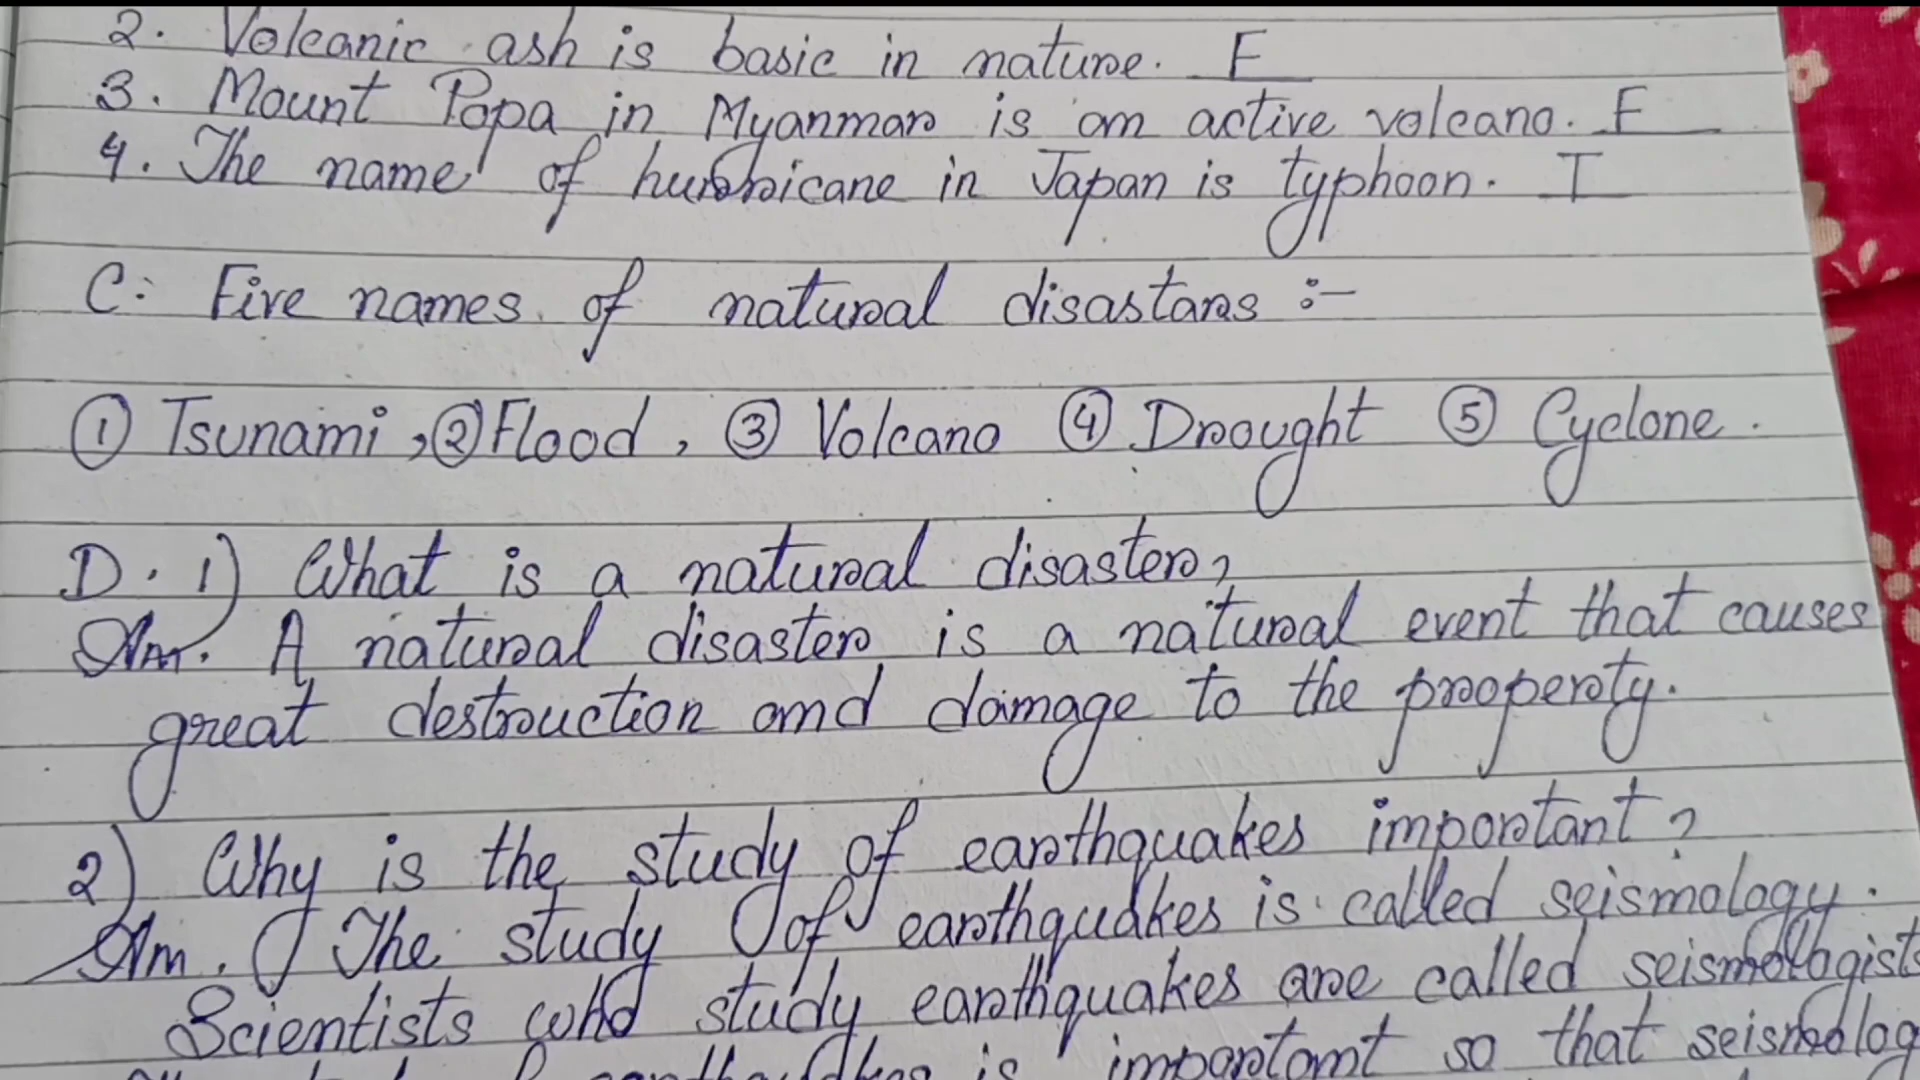 2. Volcanic ash is basic in nature. F
3. Mount Popa in Myanmar is an active volcano. F
4. The name of hurricane in Japan is typhoon. T
C: Five names of natural disastars :-
① Tsunami, ② Flood, ③ Volcano ④ Drought ⑤ Cyclone.
D. 1) What is a natural disaster?
Ans. A natural disaster is a natural event that causes
great destruction and damage to the property.
2) Why is the study of earthquakes important?
Ans. The study of earthquakes is called seismology.
Scientists who study earthquakes are called seismologists
is important so that seismolog